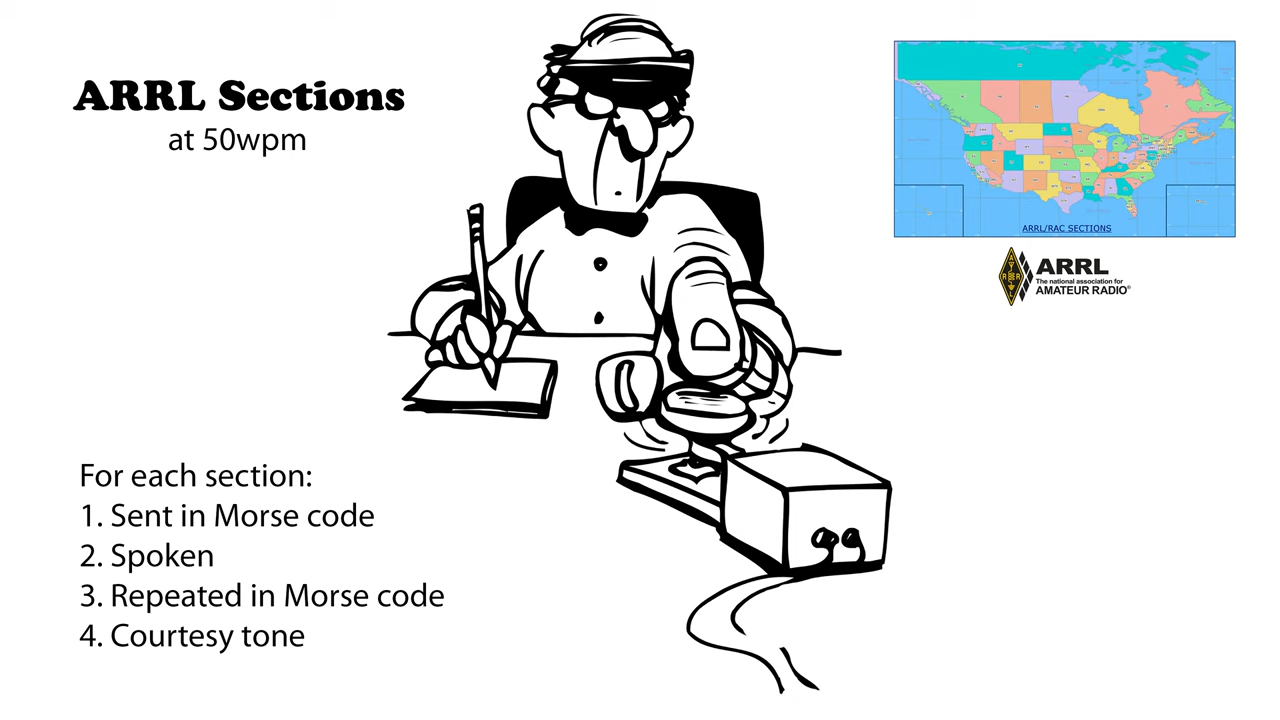 ARRL Sections
at 50wpm
ARRL/RAC SECTIONS
ARRL
The national association for
AMATEUR RADIO®
For each section:
1. Sent in Morse code
2. Spoken
3. Repeated in Morse code
4. Courtesy tone